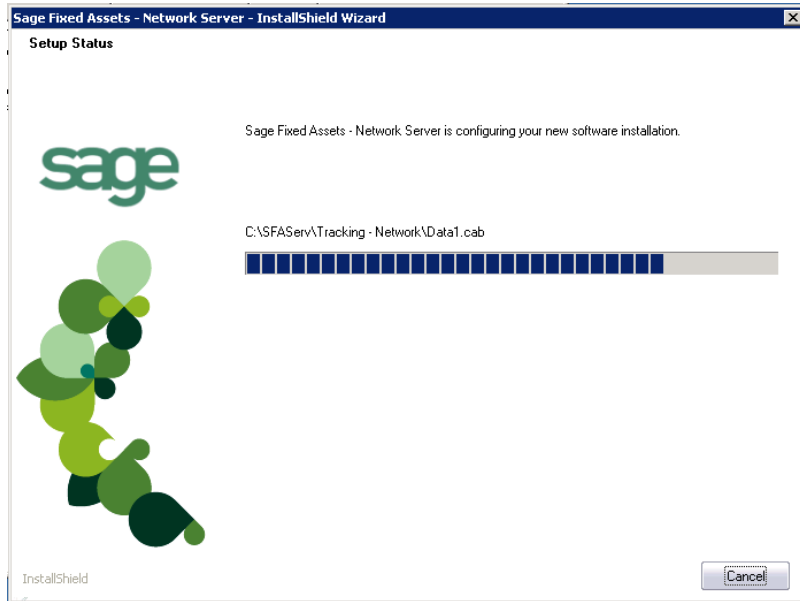 Sage Fixed Assets - Network Server - InstallShield Wizard
Setup Status
Sage Fixed Assets - Network Server is configuring your new software installation.
sage
C:\SFAServ\Tracking - Network\Data1.cab
InstallShield
Cancel